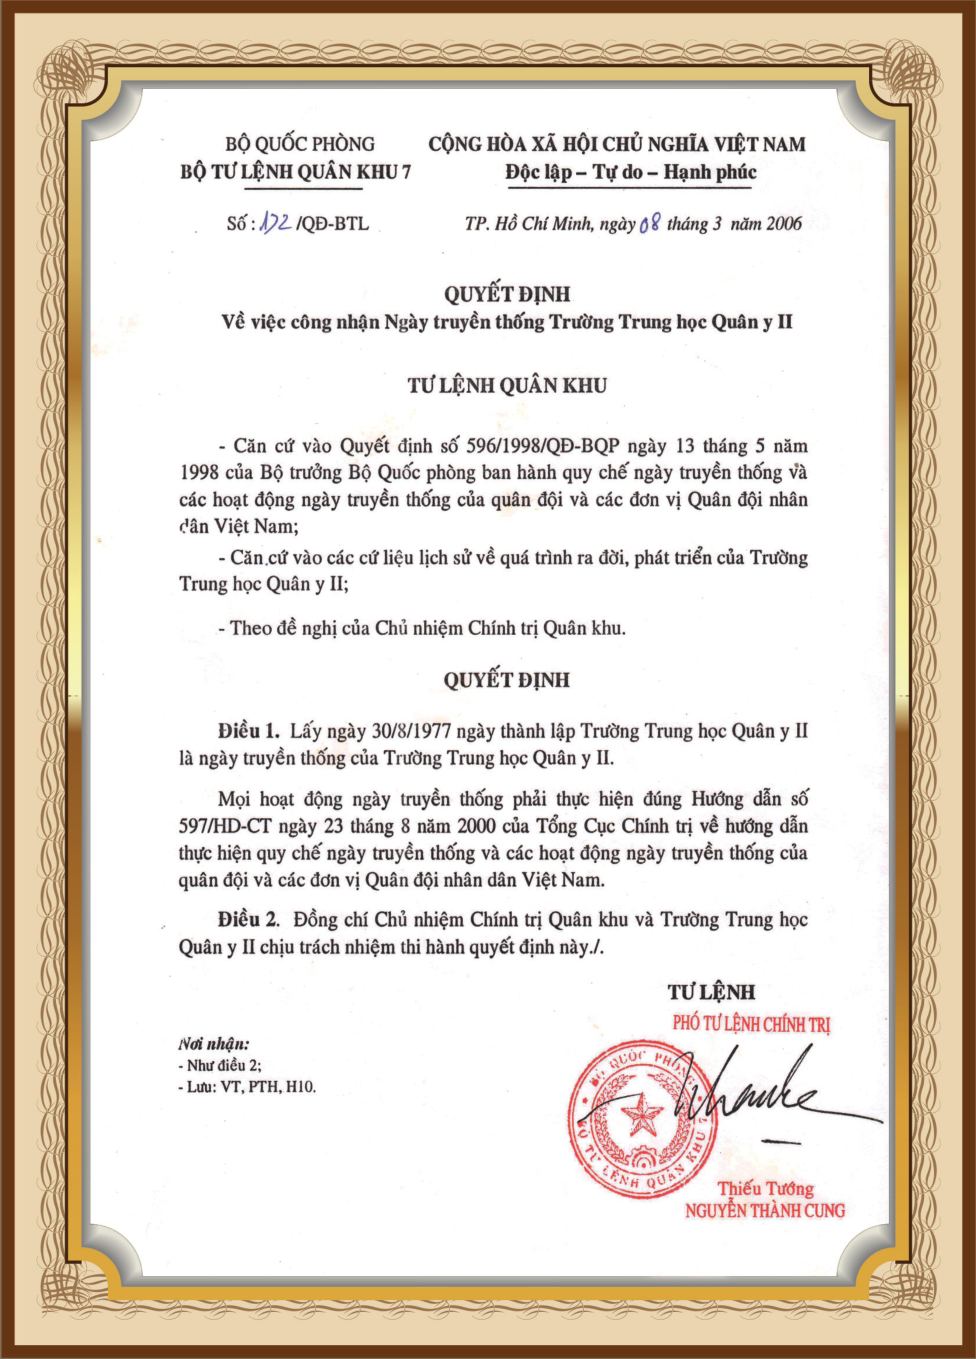 BỘ QUỐC PHÒNG
BỘ TƯ LỆNH QUÂN KHU 7
CỘNG HÒA XÃ HỘI CHỦ NGHĨA VIỆT NAM
Độc lập – Tự do – Hạnh phúc
Số : 172 /QĐ-BTL
TP. Hồ Chí Minh, ngày 08 tháng 3 năm 2006
QUYẾT ĐỊNH
Về việc công nhận Ngày truyền thống Trường Trung học Quân y II
TƯ LỆNH QUÂN KHU
- Căn cứ vào Quyết định số 596/1998/QĐ-BQP ngày 13 tháng 5 năm
1998 của Bộ trưởng Bộ Quốc phòng ban hành quy chế ngày truyền thống và
các hoạt động ngày truyền thống của quân đội và các đơn vị Quân đội nhân
dân Việt Nam;
- Căn cứ vào các cứ liệu lịch sử về quá trình ra đời, phát triển của Trường
Trung học Quân y II;
- Theo đề nghị của Chủ nhiệm Chính trị Quân khu.
QUYẾT ĐỊNH
Điều 1. Lấy ngày 30/8/1977 ngày thành lập Trường Trung học Quân y II
là ngày truyền thống của Trường Trung học Quân y II.
Mọi hoạt động ngày truyền thống phải thực hiện đúng Hướng dẫn số
597/HD-CT ngày 23 tháng 8 năm 2000 của Tổng Cục Chính trị về hướng dẫn
thực hiện quy chế ngày truyền thống và các hoạt động ngày truyền thống của
quân đội và các đơn vị Quân đội nhân dân Việt Nam.
Điều 2. Đồng chí Chủ nhiệm Chính trị Quân khu và Trường Trung học
Quân y II chịu trách nhiệm thi hành quyết định này./.
TƯ LỆNH
PHÓ TƯ LỆNH CHÍNH TRỊ
Nơi nhận:
- Như điều 2;
- Lưu: VT, PTH, H10.
BỘ QUỐC PHÒNG
BỘ TƯ LỆNH QUÂN KHU 7
Thiếu Tướng
NGUYỄN THÀNH CUNG